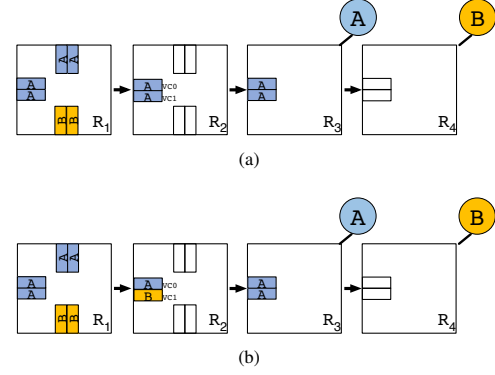 A B
A A
A A VC0 A
A A VC1 A
B B R1 R2 R3 R4
(a)
A B
A A
A A VC0 A
A B VC1 A
B B R1 R2 R3 R4
(b)